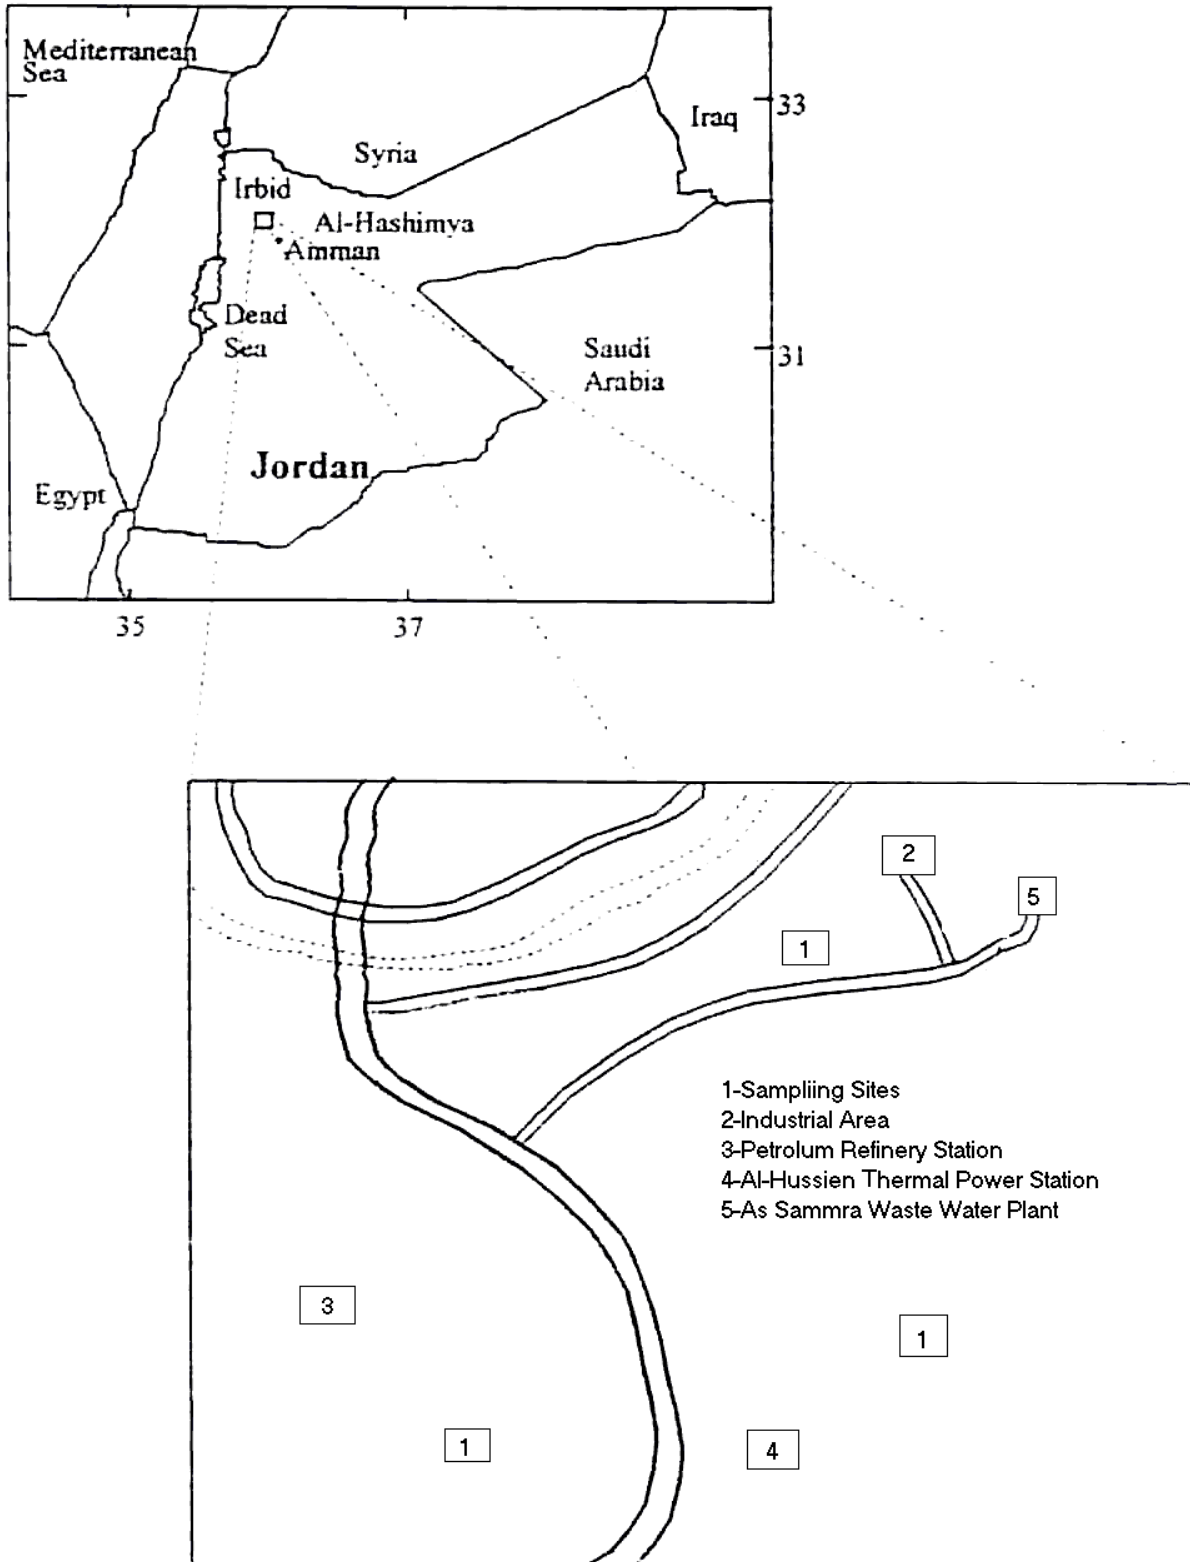 Mediterranean
Sea
33
Iraq
Syria
Irbid
Al-Hashimya
Amman
Dead
Sea
Saudi
Arabia
31
Jordan
Egypt
35
37
2
5
1
1-Sampliing Sites
2-Industrial Area
3-Petrolum Refinery Station
4-Al-Hussien Thermal Power Station
5-As Sammra Waste Water Plant
3
1
1
4